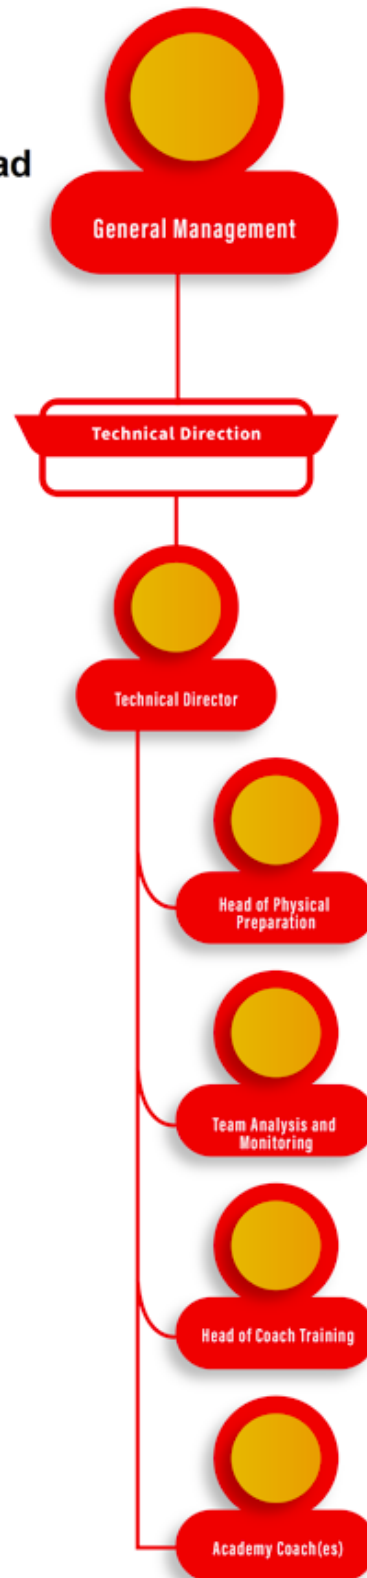 ad
General Management
Technical Direction
Technical Director
Head of Physical
Preparation
Team Analysis and
Monitoring
Head of Coach Training
Academy Coach(es)